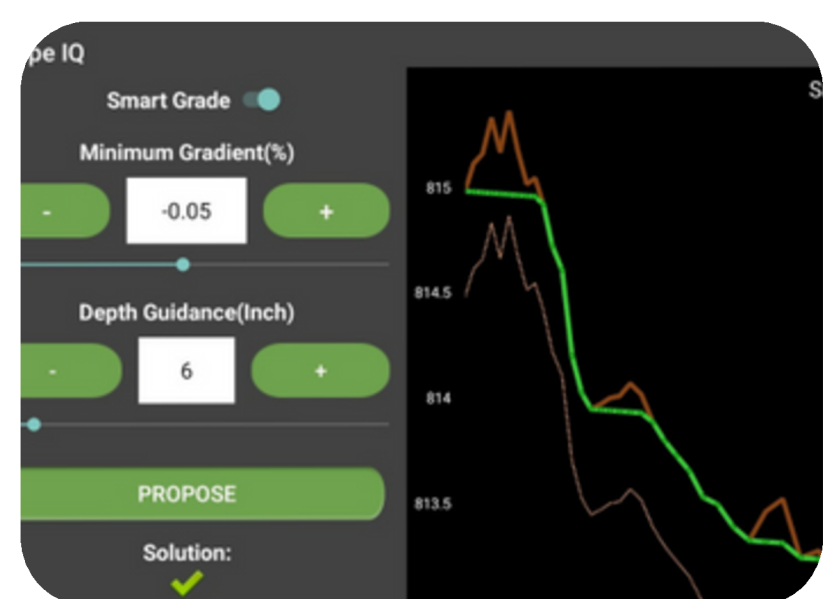 pe IQ
Smart Grade
Minimum Gradient(%)
- -0.05 +
Depth Guidance(Inch)
- 6 +
PROPOSE
Solution:
S
815
814.5
814
813.5